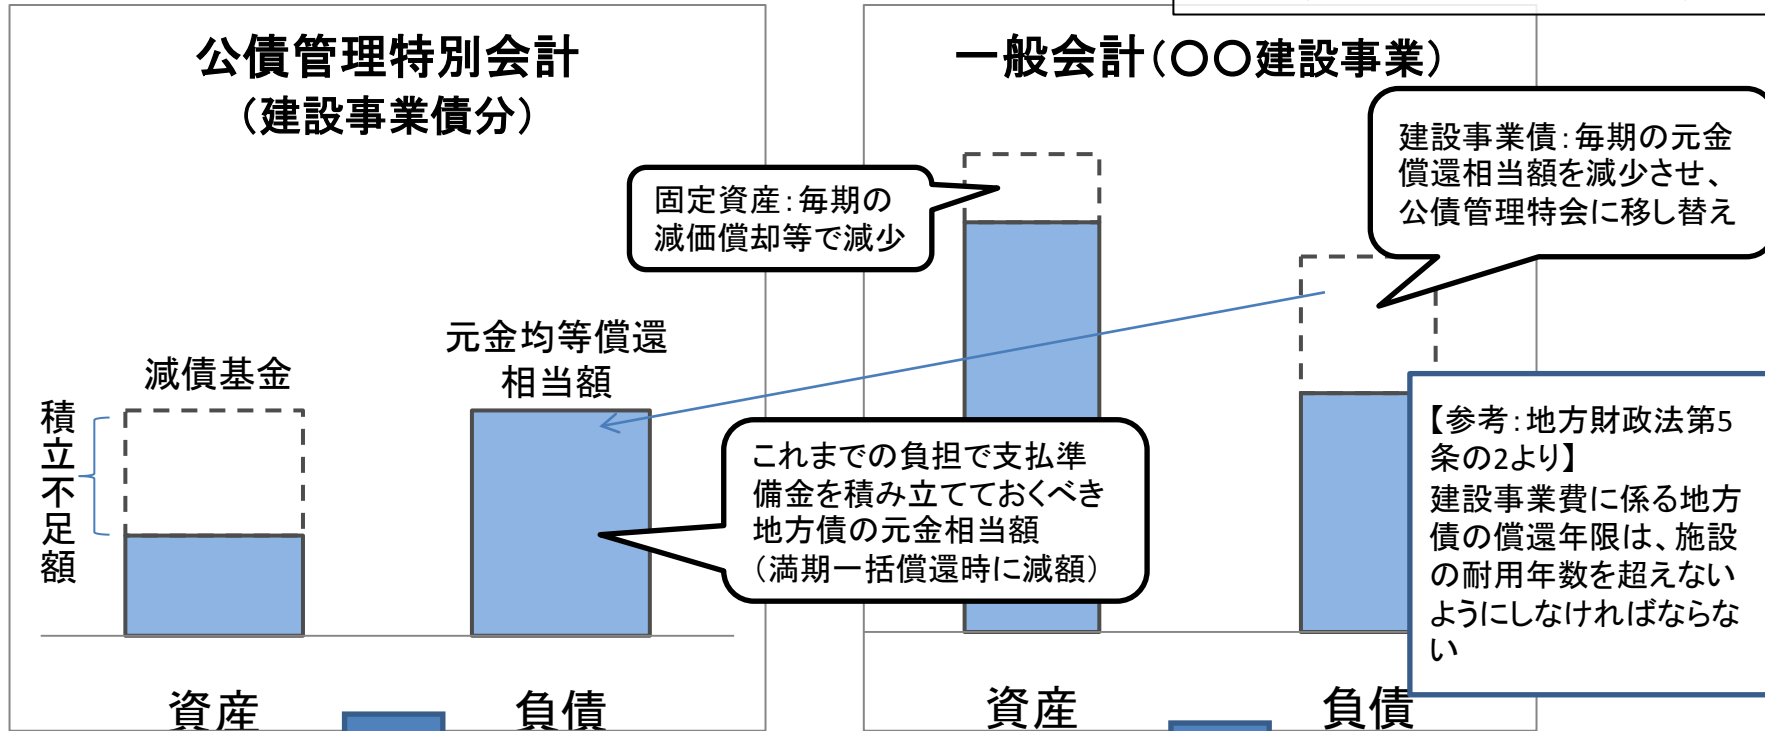 公債管理特別会計
（建設事業債分）
減債基金
積立不足額
元金均等償還
相当額
これまでの負担で支払準
備金を積み立てておくべき
地方債の元金相当額
（満期一括償還時に減額）
資産
負債
一般会計（〇〇建設事業）
固定資産：毎期の
減価償却等で減少
建設事業債：毎期の元金
償還相当額を減少させ、
公債管理特会に移し替え
【参考：地方財政法第5
条の2より】
建設事業費に係る地方
債の償還年限は、施設
の耐用年数を超えない
ようにしなければならな
い
資産
負債